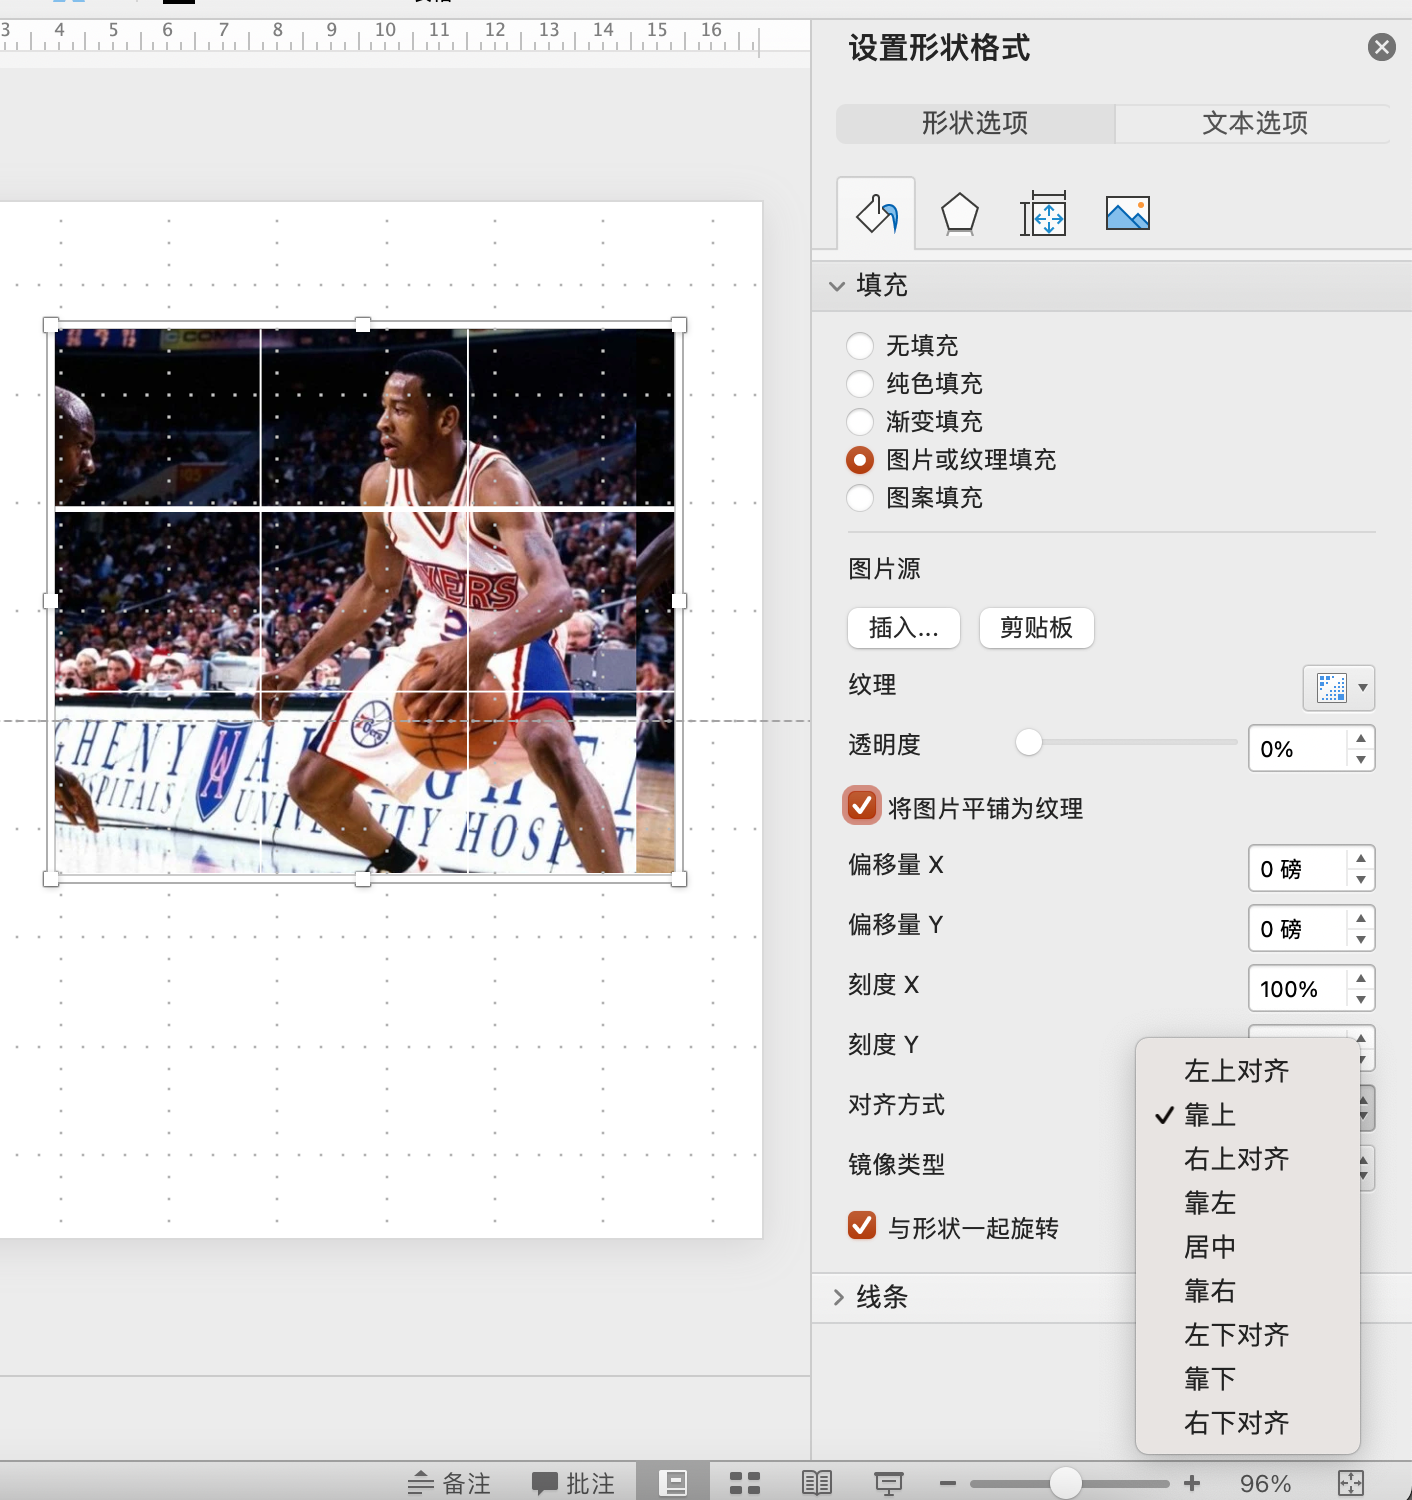 3 4 5 6 7 8 9 10 11 12 13 14 15 16
设置形状格式
形状选项 文本选项
填充
无填充
纯色填充
渐变填充
图片或纹理填充
图案填充
图片源
插入... 剪贴板
纹理
透明度 0%
将图片平铺为纹理
偏移量 X 0 磅
偏移量 Y 0 磅
刻度 X 100%
刻度 Y
对齐方式
镜像类型
与形状一起旋转
线条
左上对齐
靠上
右上对齐
靠左
居中
靠右
左下对齐
靠下
右下对齐
KERS
76ers
GHENY
SPITALS
UNIVERSITY HOSP
备注 批注 96%